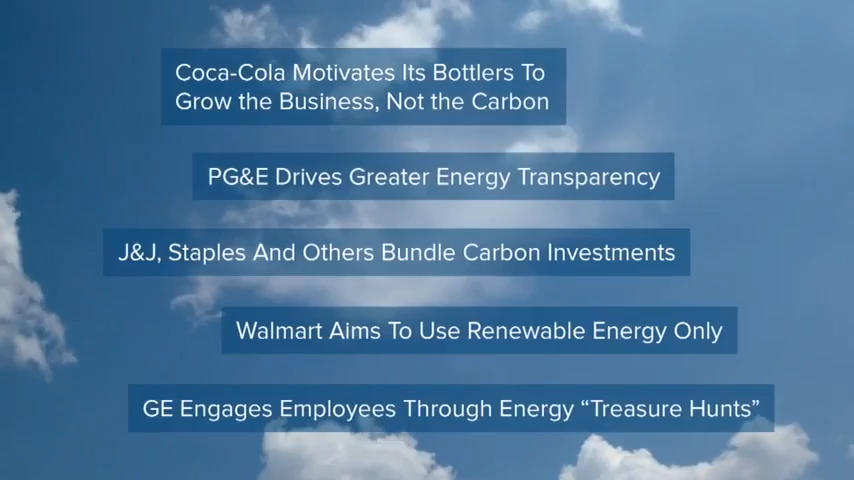 Coca-Cola Motivates Its Bottlers To
Grow the Business, Not the Carbon
PG&E Drives Greater Energy Transparency
J&J, Staples And Others Bundle Carbon Investments
Walmart Aims To Use Renewable Energy Only
GE Engages Employees Through Energy “Treasure Hunts”